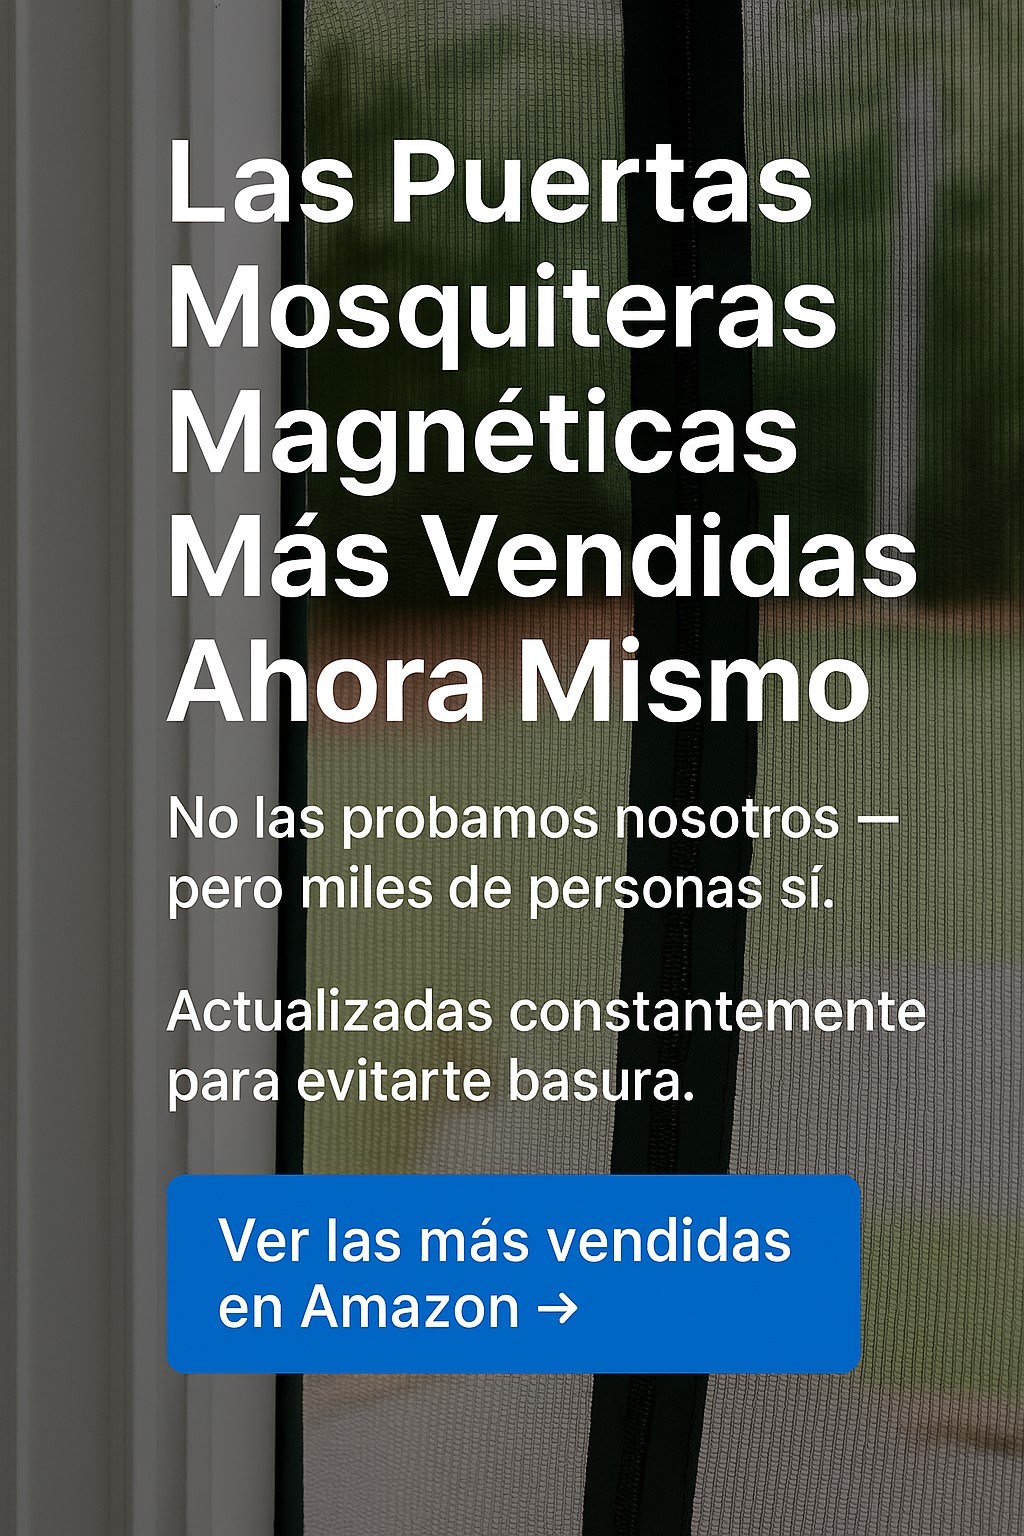 Las Puertas
Mosquiteras
Magnéticas
Más Vendidas
Ahora Mismo
No las probamos nosotros —
pero miles de personas sí.
Actualizadas constantemente
para evitarte basura.
Ver las más vendidas
en Amazon →